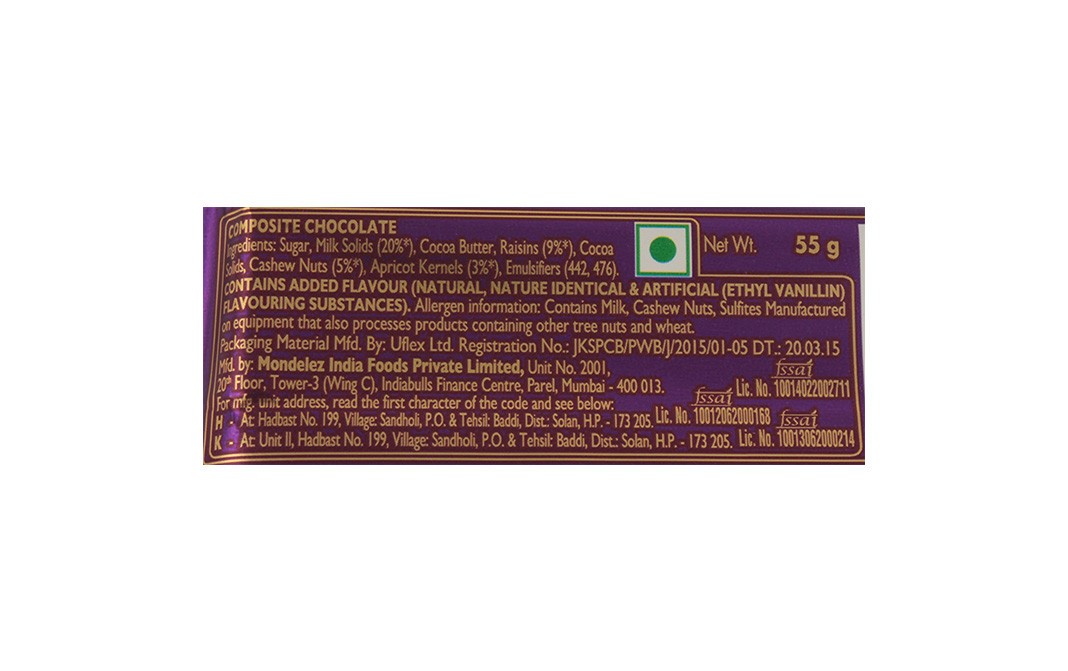 COMPOSITE CHOCOLATE
Ingredients: Sugar, Milk Solids (20%*), Cocoa Butter, Raisins (9%*), Cocoa
Solids, Cashew Nuts (5%*), Apricot Kernels (3%*), Emulsifiers (442, 476).
Net Wt. 55 g
CONTAINS ADDED FLAVOUR (NATURAL, NATURE IDENTICAL & ARTIFICIAL (ETHYL VANILLIN)
FLAVOURING SUBSTANCES). Allergen information: Contains Milk, Cashew Nuts, Sulfites Manufactured
on equipment that also processes products containing other tree nuts and wheat.
Packaging Material Mfd. By: Uflex Ltd. Registration No.: JKSPCB/PWB/J/2015/01-05 DT.: 20.03.15
Mfd. by: Mondelez India Foods Private Limited, Unit No. 2001,
20th Floor, Tower-3 (Wing C), Indiabulls Finance Centre, Parel, Mumbai - 400 013.
fssai
Lic. No. 10014022002711
For mfg. unit address, read the first character of the code and see below:
H - At: Hadbast No. 199, Village: Sandholi, P.O. & Tehsil: Baddi, Dist.: Solan, H.P. - 173 205.
fssai
Lic. No. 10012062000168
K - At: Unit II, Hadbast No. 199, Village: Sandholi, P.O. & Tehsil: Baddi, Dist.: Solan, H.P. - 173 205.
fssai
Lic. No. 10013062000214